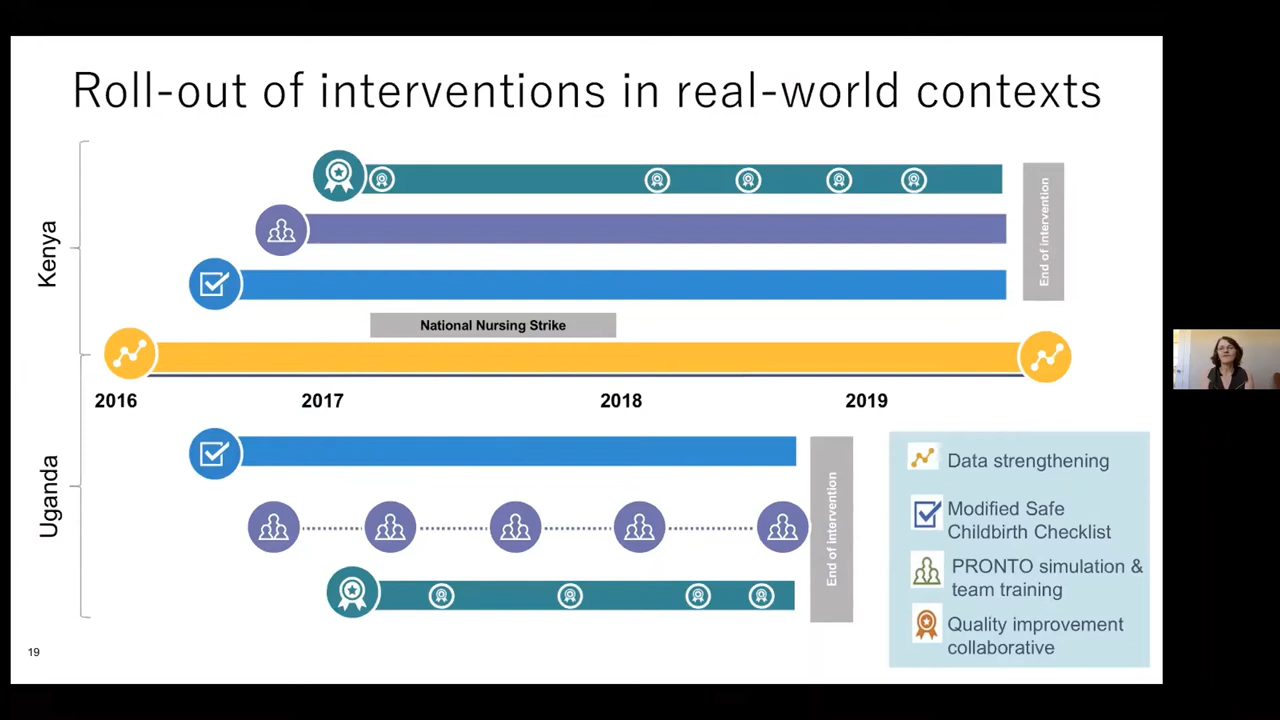 Roll-out of interventions in real-world contexts
Kenya
End of intervention
National Nursing Strike
2016
2017
2018
2019
Uganda
End of intervention
Data strengthening
Modified Safe
Childbirth Checklist
PRONTO simulation &
team training
Quality improvement
collaborative
19